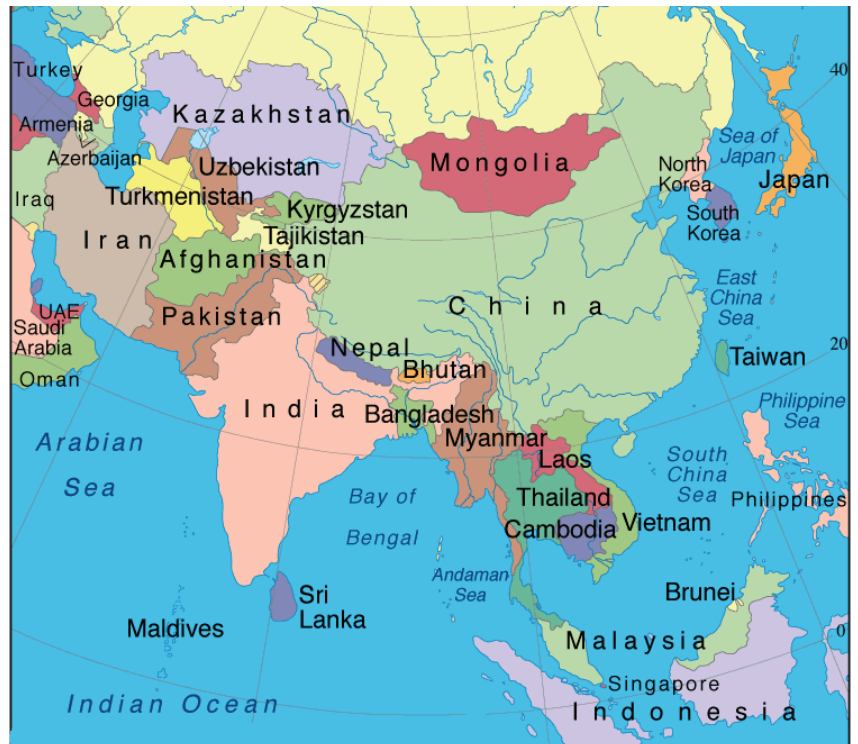 Turkey
Georgia
Armenia
Azerbaijan
Kazakhstan
Uzbekistan
Turkmenistan
Kyrgyzstan
Tajikistan
Mongolia
North
Korea
South
Korea
Sea of
Japan
Japan
40
Iraq
Iran
Afghanistan
Pakistan
UAE
Saudi
Arabia
Oman
China
East
China
Sea
Nepal
Bhutan
Taiwan
20
India
Bangladesh
Myanmar
Laos
Thailand
Cambodia
Vietnam
Philippine
Sea
South
China
Sea
Philippines
Arabian
Sea
Bay of
Bengal
Andaman
Sea
Sri
Lanka
Maldives
Brunei
Malaysia
0
Singapore
Indonesia
Indian Ocean